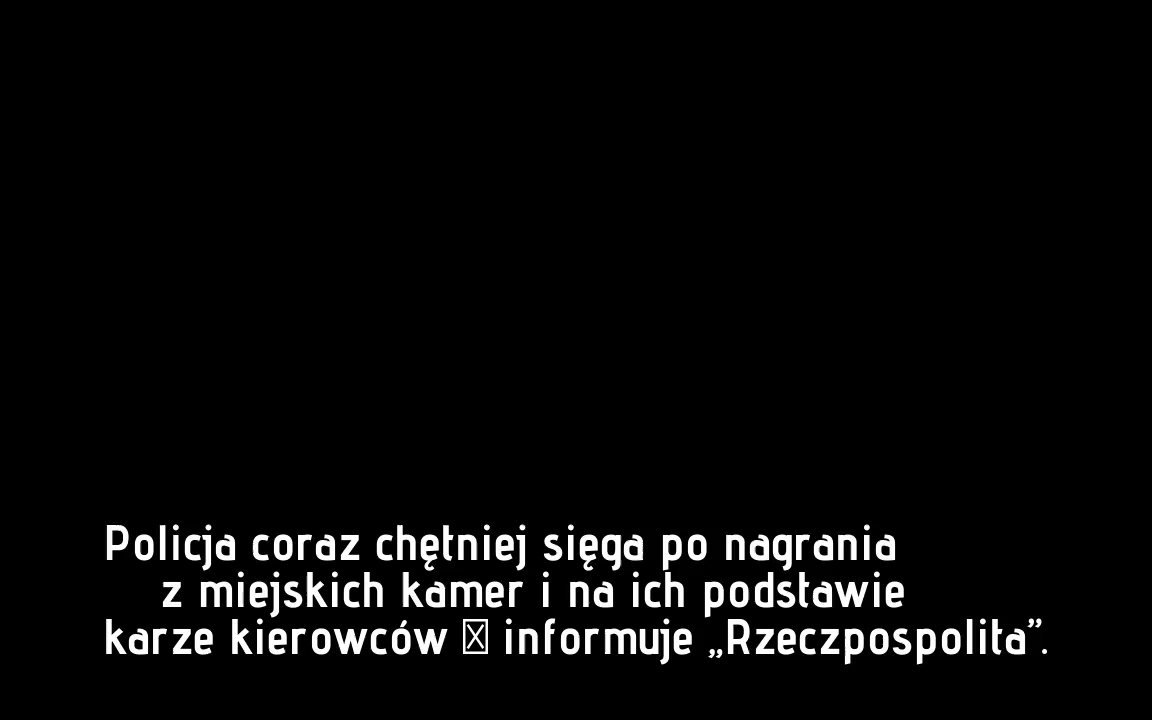 Policja coraz chętniej sięga po nagrania
z miejskich kamer i na ich podstawie
karze kierowców informuje „Rzeczpospolita”.